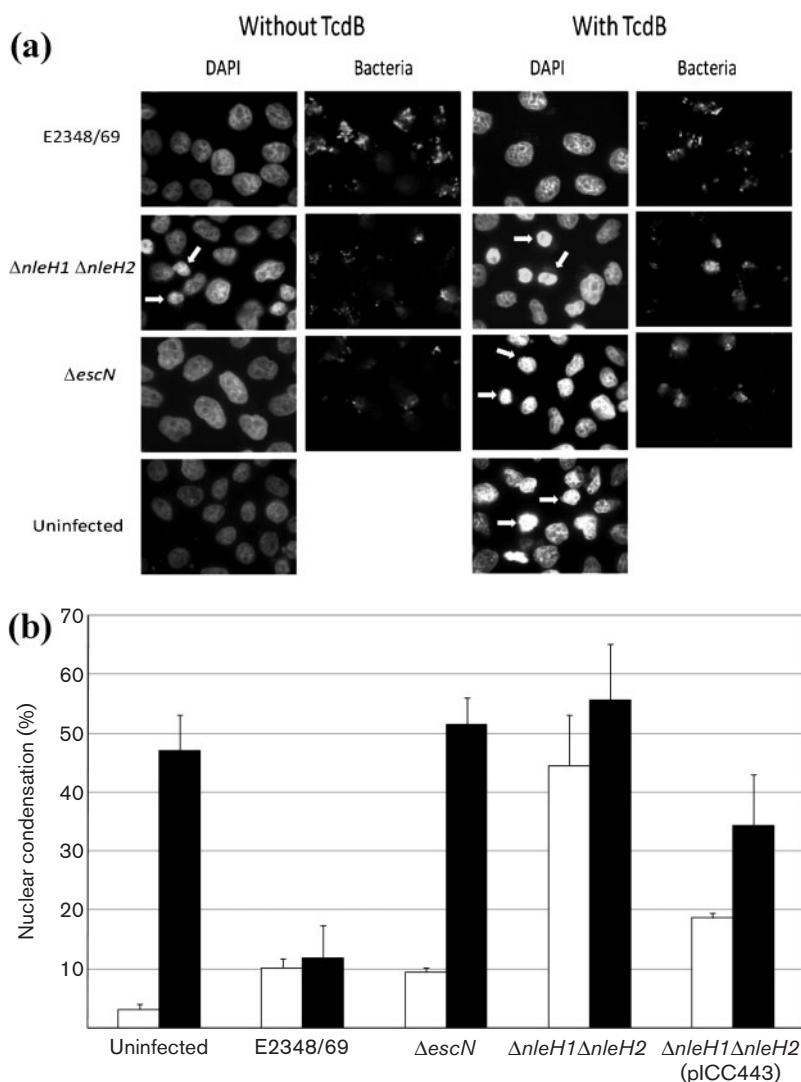 (a)
Without TcdB
With TcdB
DAPI
Bacteria
DAPI
Bacteria
E2348/69
ΔnleH1 ΔnleH2
ΔescN
Uninfected
(b)
Nuclear condensation (%)
70
60
50
40
30
20
10
Uninfected
E2348/69
ΔescN
ΔnleH1ΔnleH2
ΔnleH1ΔnleH2
(pICC443)